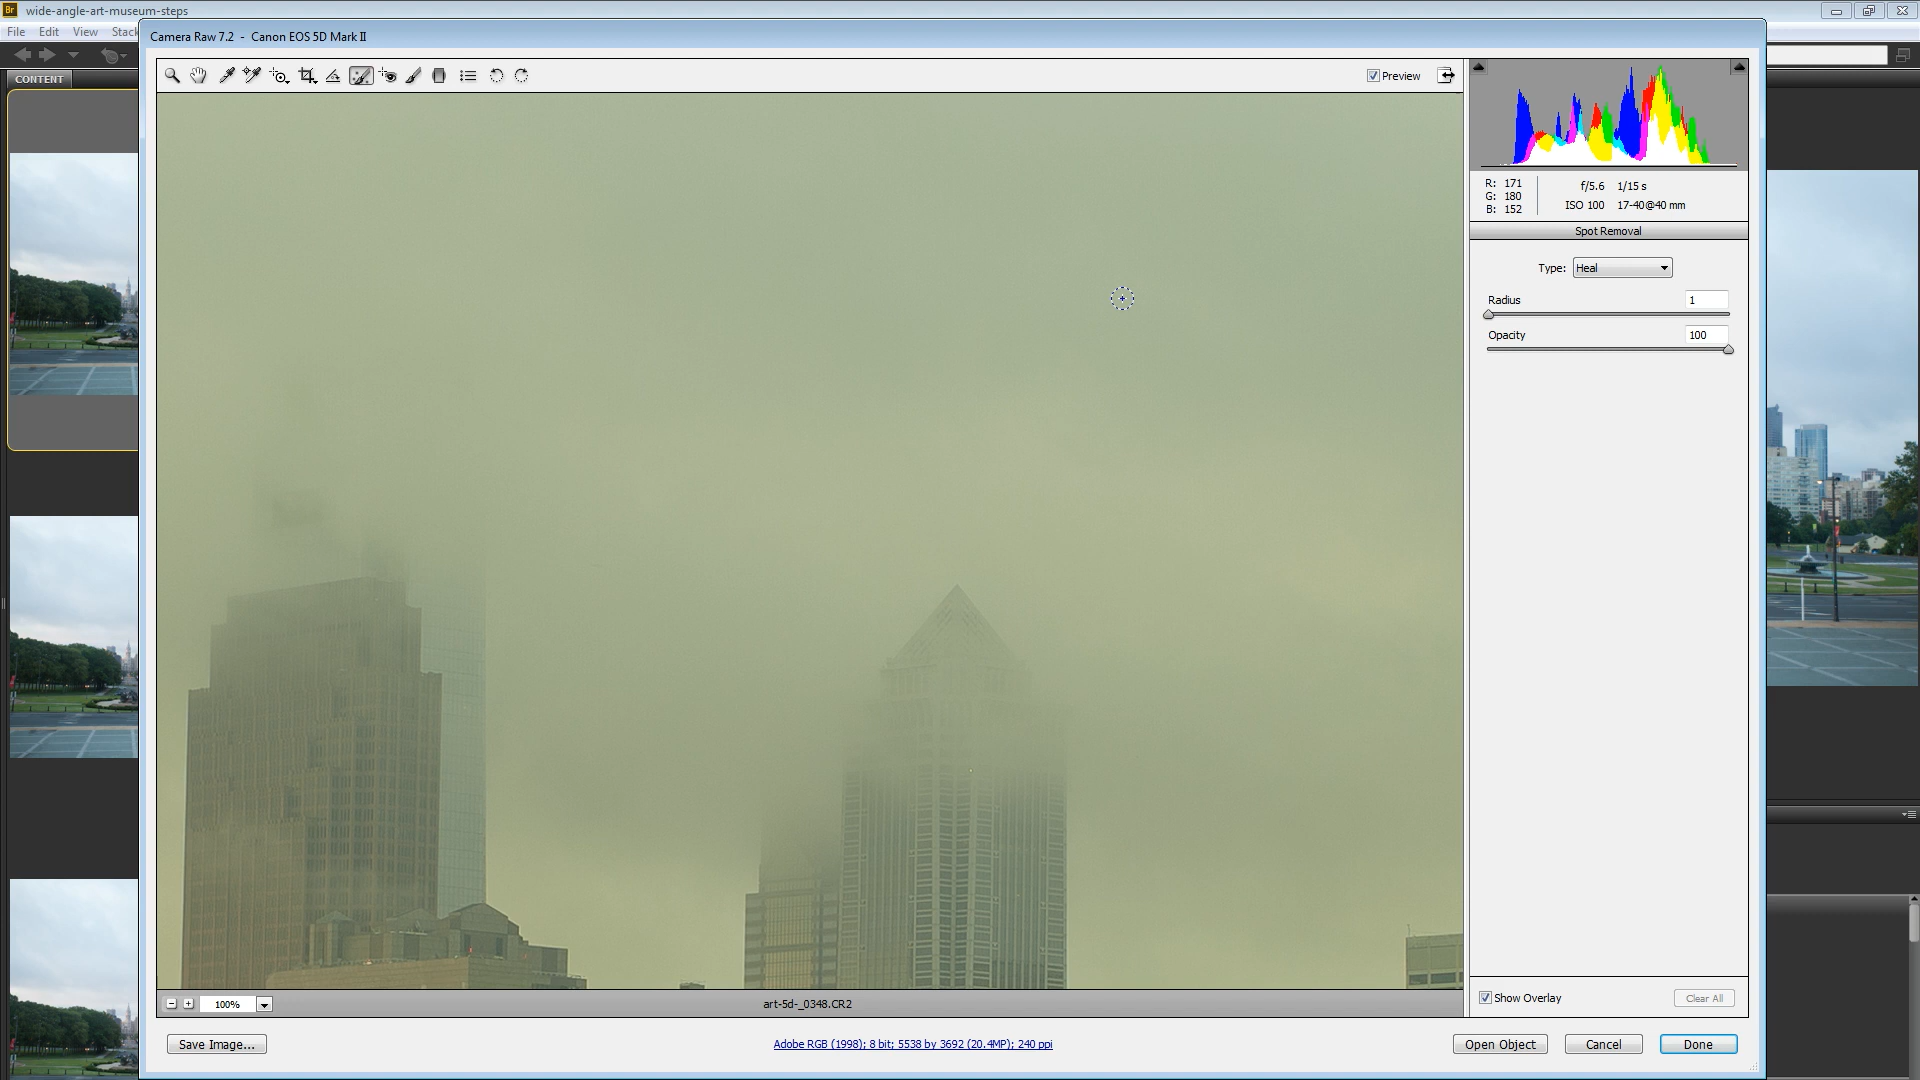 Br wide-angle-art-museum-steps
File Edit View Stack
Camera Raw 7.2 - Canon EOS 5D Mark II
CONTENT
Preview
R: 171
G: 180
B: 152
f/5.6 1/15 s
ISO 100 17-40@40 mm
Spot Removal
Type: Heal
Radius 1
Opacity 100
100%
art-5d-_0348.CR2
Show Overlay
Clear All
Save Image...
Adobe RGB (1998); 8 bit; 5538 by 3692 (20.4MP); 240 ppi
Open Object
Cancel
Done